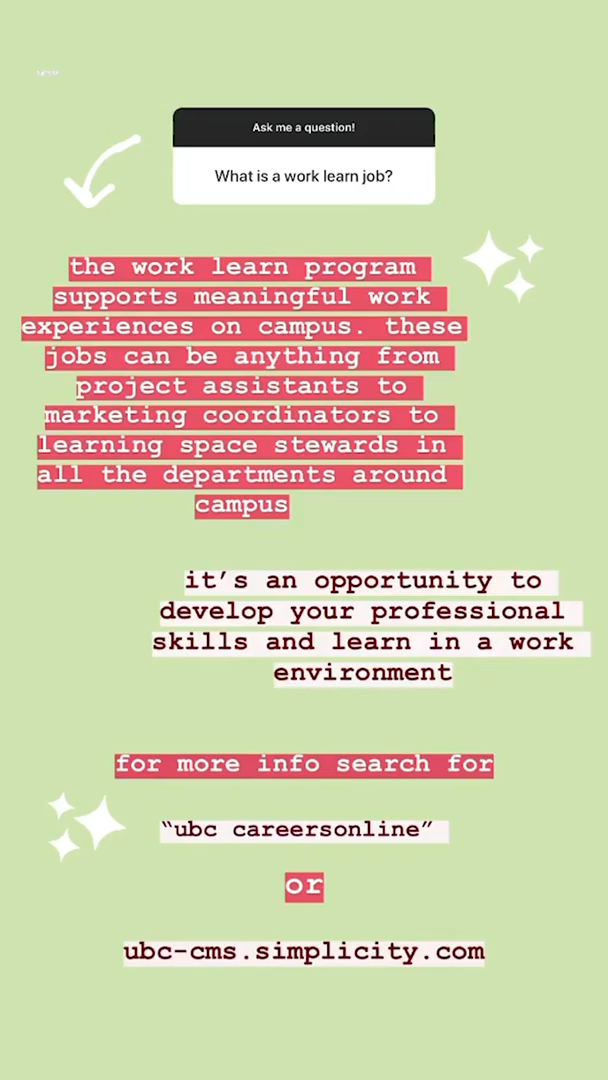 Ask me a question!
What is a work learn job?
the work learn program
supports meaningful work
experiences on campus. these
jobs can be anything from
project assistants to
marketing coordinators to
learning space stewards in
all the departments around
campus
it’s an opportunity to
develop your professional
skills and learn in a work
environment
for more info search for
“ubc careersonline”
or
ubc-cms.simplicity.com